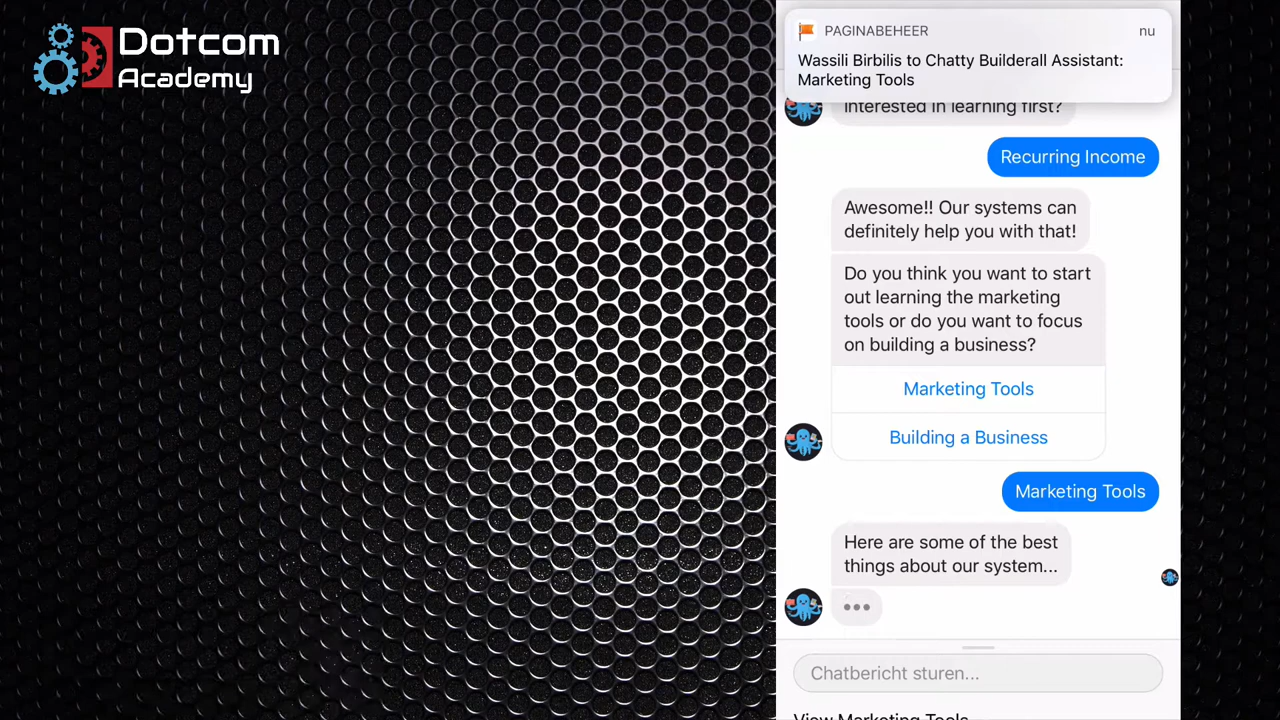 Dotcom
Academy
PAGINABEHEER
nu
Wassili Birbilis to Chatty Builderall Assistant:
Marketing Tools
interested in learning first?
Recurring Income
Awesome!! Our systems can
definitely help you with that!
Do you think you want to start
out learning the marketing
tools or do you want to focus
on building a business?
Marketing Tools
Building a Business
Marketing Tools
Here are some of the best
things about our system...
Chatbericht sturen...
View Marketing Tools